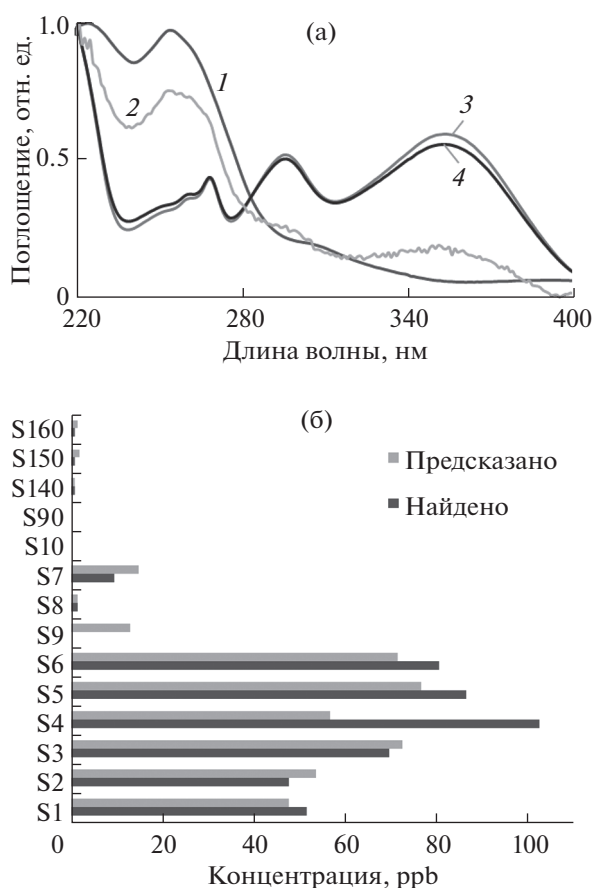 1.0
(а)
1
2
3
4
0.5
0
220
280
340
400
Поглощение, отн. ед.
Длина волны, нм
(б)
S160
S150
S140
S90
S10
S7
S8
S9
S6
S5
S4
S3
S2
S1
Предсказано
Найдено
0
20
40
60
80
100
Концентрация, ppb